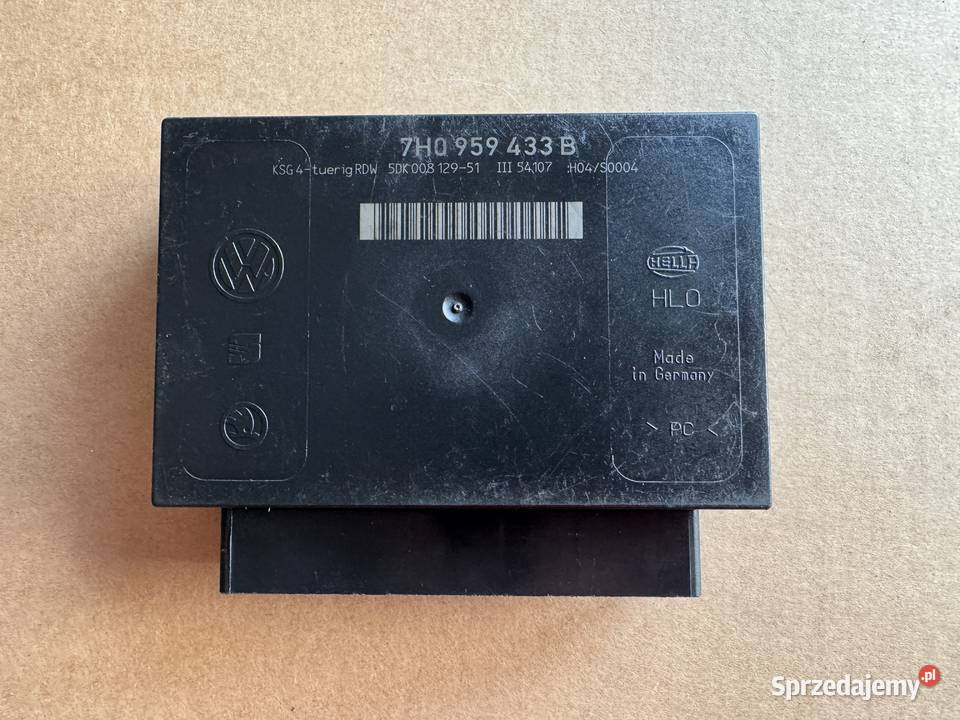 7H0 959 433 B
KSG 4-tuerig RDW 5DK 008 129-51 III 54107 H04/S0004
HELLA
HLO
Made
in Germany
> PC <
Sprzedajemy.pl